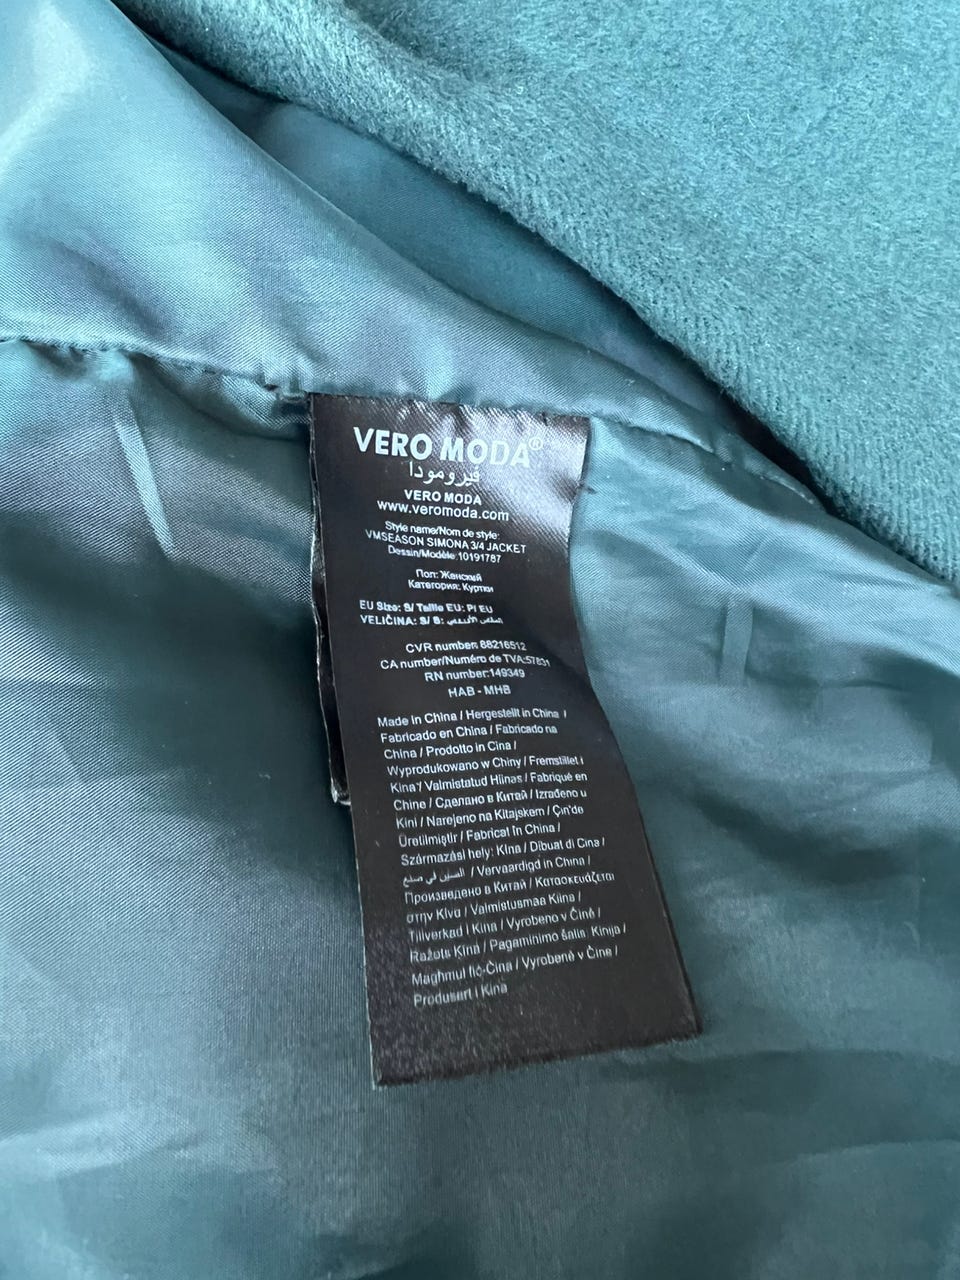 VERO MODA®
فيرومودا
VERO MODA
www.veromoda.com
Style name/Nom de style:
VMSEASON SIMONA 3/4 JACKET
Dessin/Modèle: 10191787
Пол: Женский
Категория: Куртки
EU Size: S/ Taille EU: P/ EU
VELIČINA: S/ S: المقاس الأوروبي
CVR number: 88216512
CA number/Numéro de TVA:57831
RN number:149349
HAB - MHB
Made in China / Hergestellt in China /
Fabricado en China / Fabricado na
China / Prodotto in Cina /
Wyprodukowano w Chiny / Fremstillet i
Kina / Valmistatud Hiinas / Fabriqué en
Chine / Сделано в Китай / Izrađeno u
Kini / Narejeno na Kitajskem / Çin'de
Üretilmiştir / Fabricat în China /
Származási hely: Kína / Dibuat di Cina /
الصين في صنع / Vervaardigd in China /
Произведено в Китай / Κατασκευάζεται
στην Κίνα / Valmistusmaa Kiina /
Tillverkad i Kina / Vyrobeno v Číně /
Ražots Ķīnā / Pagaminimo šalis Kinija /
Magħmul fiċ-Ċina / Vyrobené v Číne /
Produsert i Kina